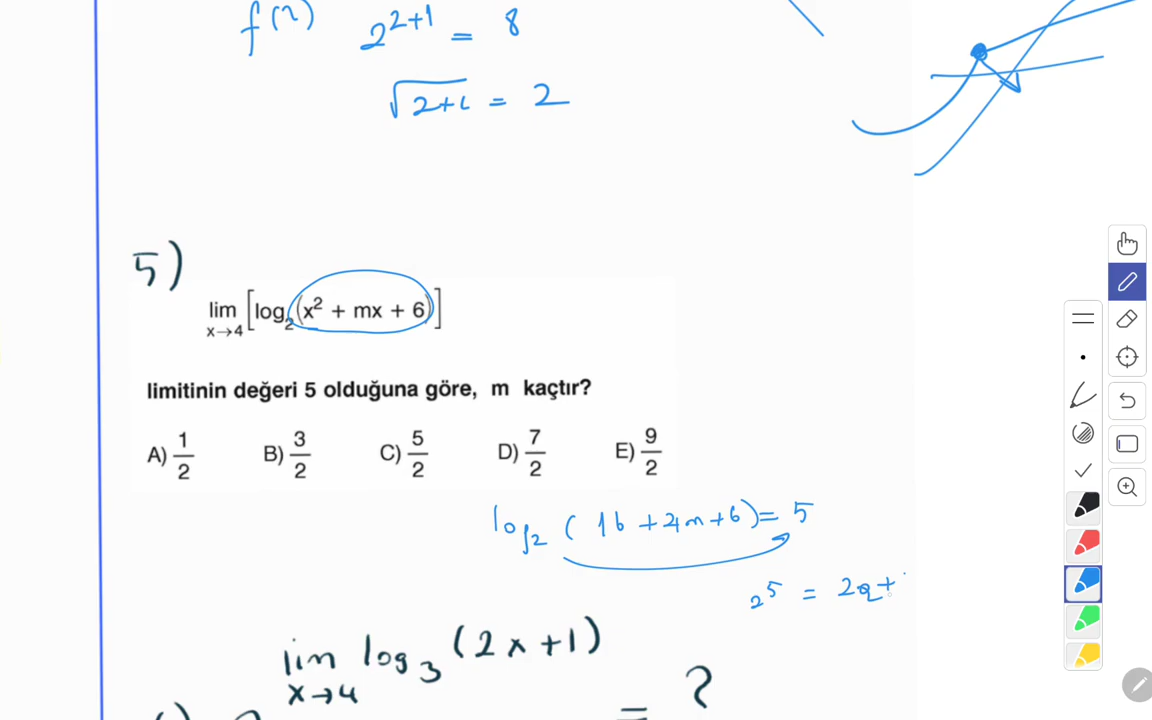 f(2) 2^{2+1} = 8
√2+2 = 2
5)
lim x→4 [log₂(x² + mx + 6)]
limitinin değeri 5 olduğuna göre, m kaçtır?
A) 1/2 B) 3/2 C) 5/2 D) 7/2 E) 9/2
log₂ (16 + 4m + 6) = 5
2⁵ = 22 +
lim x→4 log₃ (2x + 1)
= ?